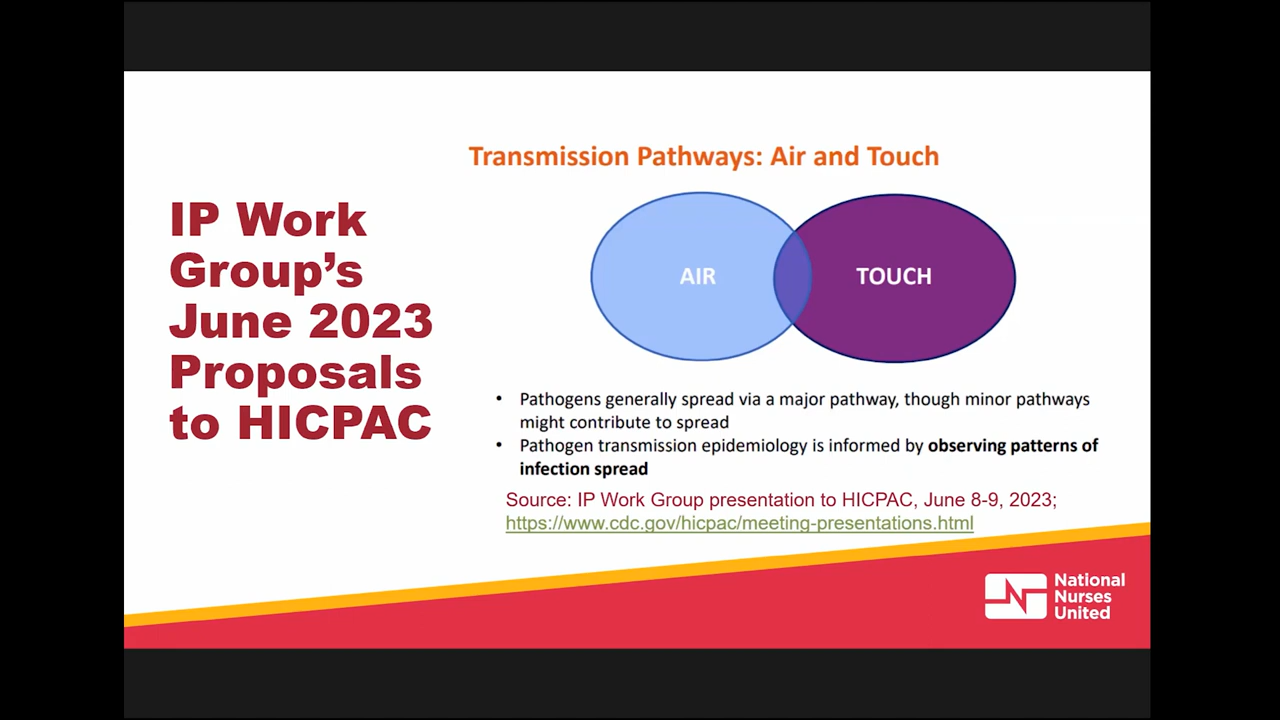 IP Work
Group's
June 2023
Proposals
to HICPAC
Transmission Pathways: Air and Touch
AIR
TOUCH
• Pathogens generally spread via a major pathway, though minor pathways
might contribute to spread
• Pathogen transmission epidemiology is informed by observing patterns of
infection spread
Source: IP Work Group presentation to HICPAC, June 8-9, 2023;
https://www.cdc.gov/hicpac/meeting-presentations.html
National
Nurses
United